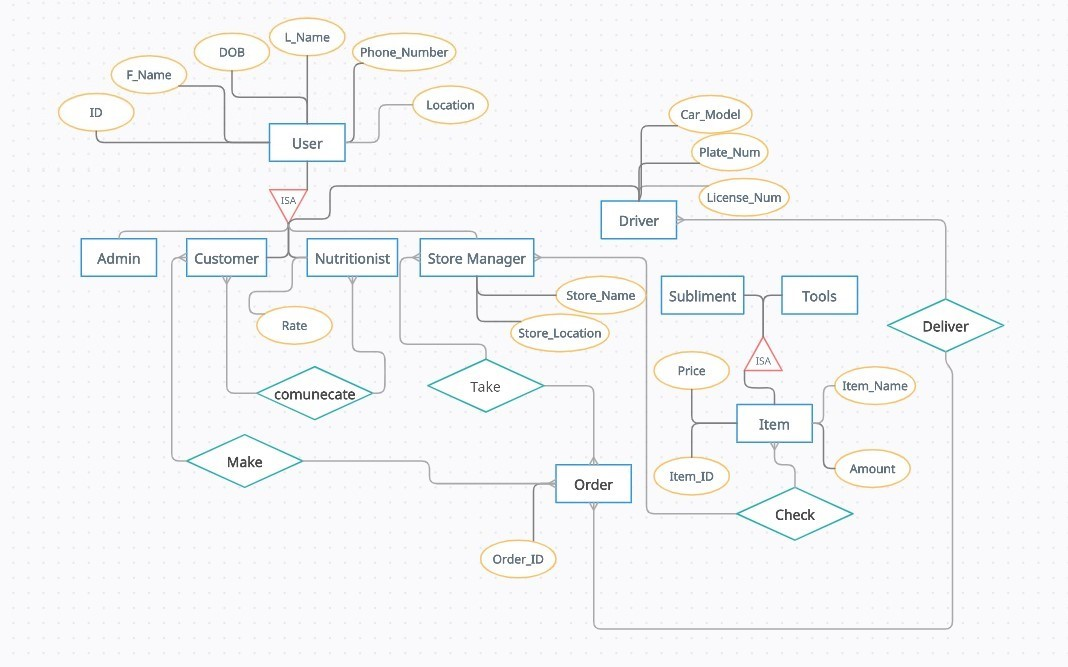 L_Name
DOB
Phone_Number
F_Name
ID
Location
User
Car_Model
Plate_Num
License_Num
ISA
Driver
Admin
Customer
Nutritionist
Store Manager
Store_Name
Subliment
Tools
Rate
Store_Location
Deliver
ISA
Price
Item_Name
comunecate
Take
Item
Make
Item_ID
Amount
Order
Check
Order_ID